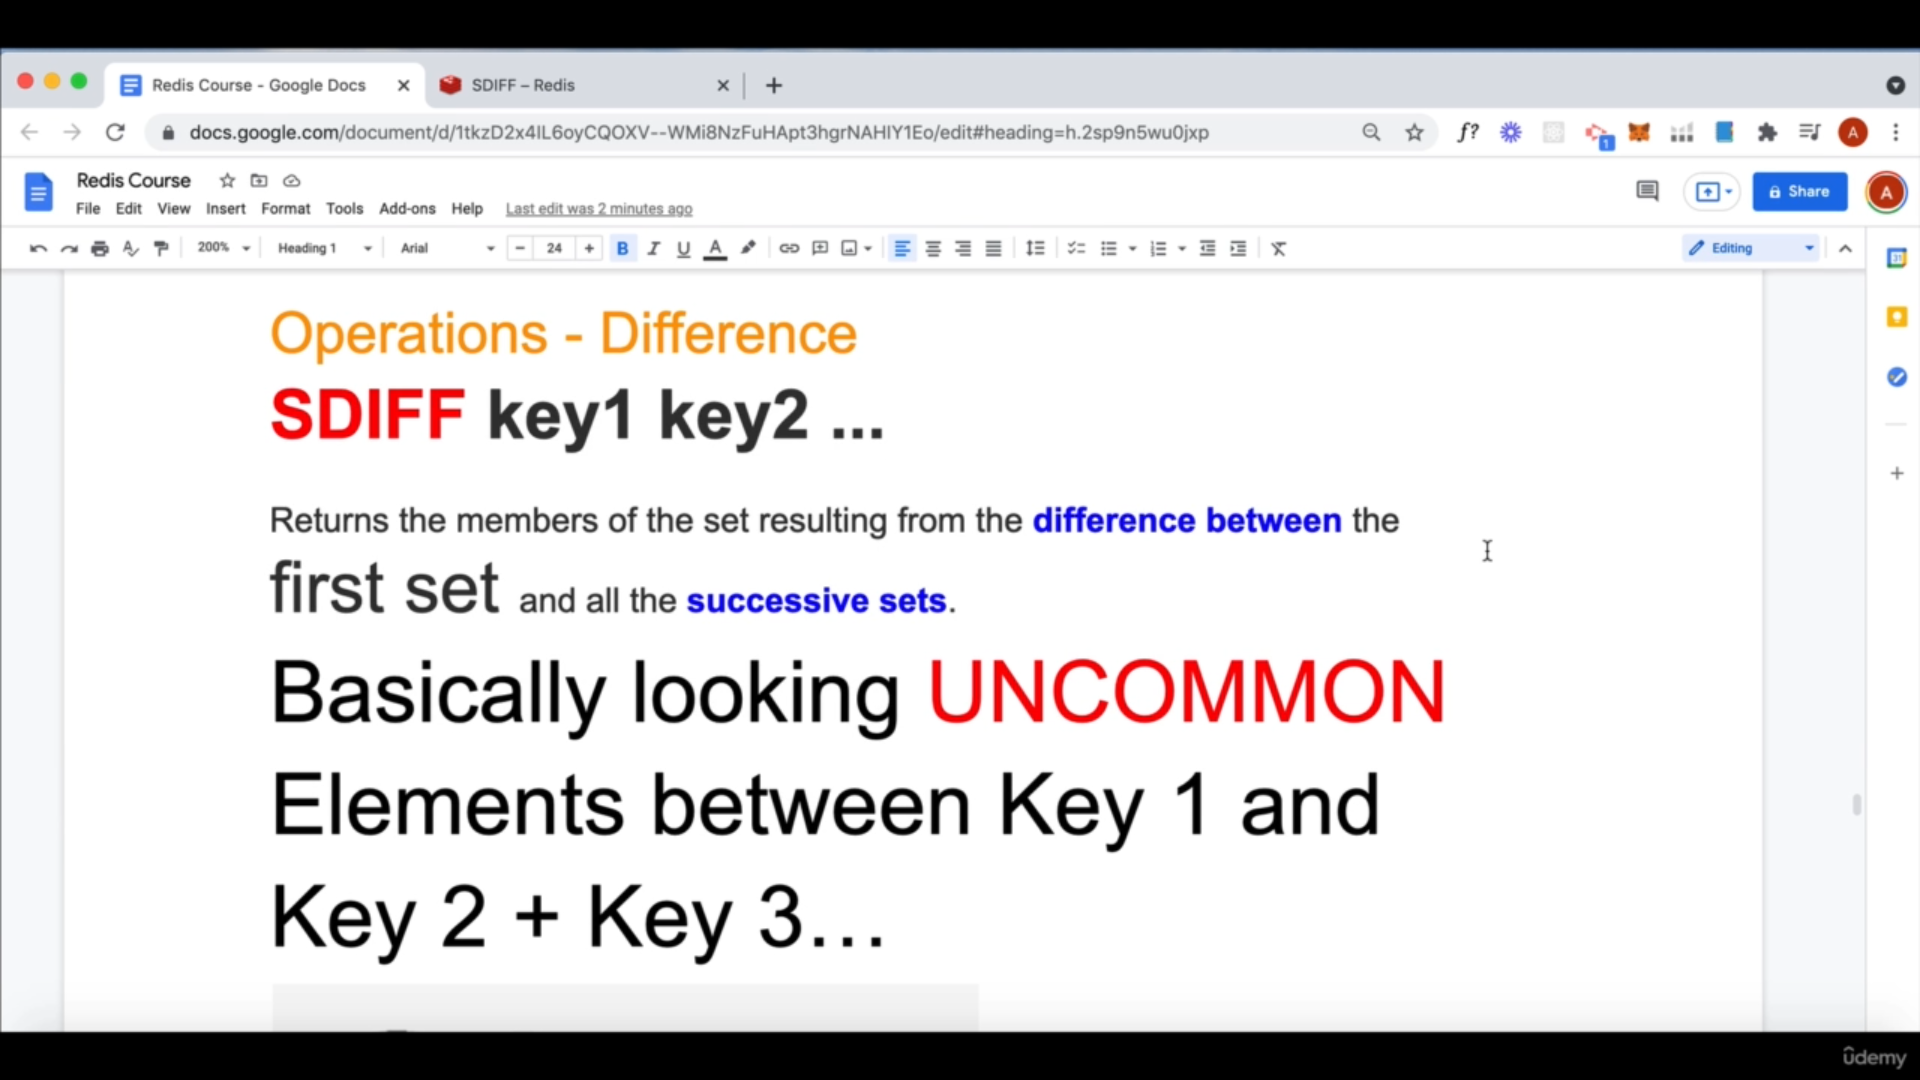 Redis Course - Google Docs
SDIFF – Redis
docs.google.com/document/d/1tkzD2x4IL6oyCQOXV--WMi8NzFuHApt3hgrNAHIY1Eo/edit#heading=h.2sp9n5wu0jxp
f?
1
A
Redis Course
Share
A
File Edit View Insert Format Tools Add-ons Help Last edit was 2 minutes ago
200% Heading 1 Arial 24 B I U A Editing
31
Operations - Difference
SDIFF key1 key2 ...
Returns the members of the set resulting from the difference between the
first set and all the successive sets.
Basically looking UNCOMMON
Elements between Key 1 and
Key 2 + Key 3…
ûdemy